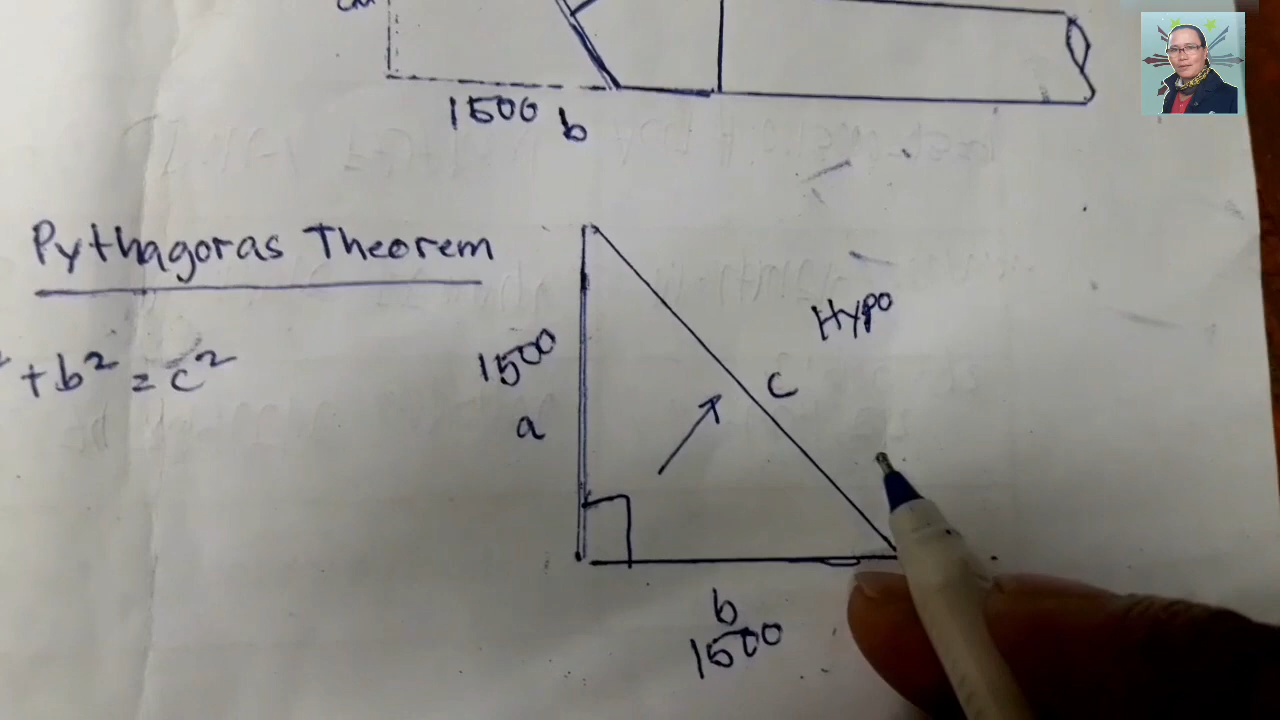 1500 b
Pythagoras Theorem
+ b² = c²
1500
a
Hypo
c
b
1500